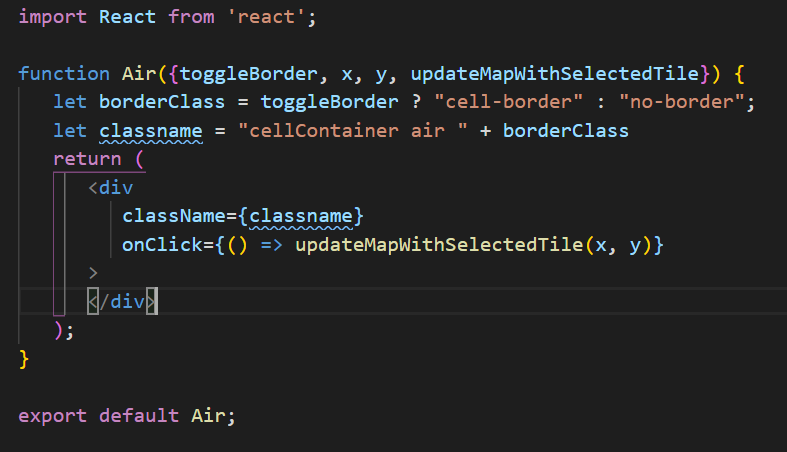 import React from 'react';
function Air({toggleBorder, x, y, updateMapWithSelectedTile}) {
let borderClass = toggleBorder ? "cell-border" : "no-border";
let classname = "cellContainer air " + borderClass
return (
<div
className={classname}
onClick={() => updateMapWithSelectedTile(x, y)}
>
</div>
);
}
export default Air;